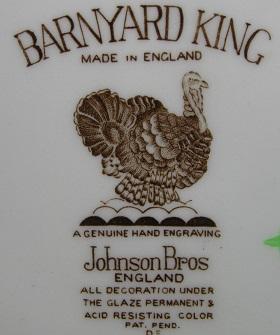 BARNYARD KING
MADE IN ENGLAND
A GENUINE HAND ENGRAVING
Johnson Bros
ENGLAND
ALL DECORATION UNDER
THE GLAZE PERMANENT &
ACID RESISTING COLOR
PAT. PEND.